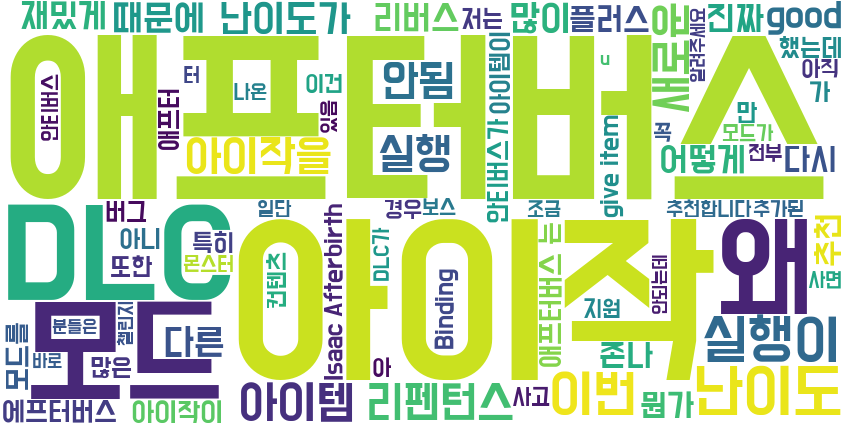 재밌게 때문에 난이도가 리버스 저는 많이 플러스 새로운 진짜 good
알려주세요 했는데 아직
애프터버스
안티버스 터 나온 이건 안됨 아이템이 u 만 가
애프터 있음 모드가
아이작을 실행 안티버스가 give item 꼭 어떻게 전부 다시
DLC 버그 일단 경우 보스 조금 추천합니다 추가된
아이작
왜
아니 특히 컨텐츠 Isaac Afterbirth DLC가 Binding 애프터버스 는 안되는데 추천
또한 몬스터 사면
모드
모드를 분들은 챌린지 다른 지원 실행이
바로 많은 아 존나
에프터버스 아이작이 아이템 리펜턴스 사고 이번 뭔가 난이도